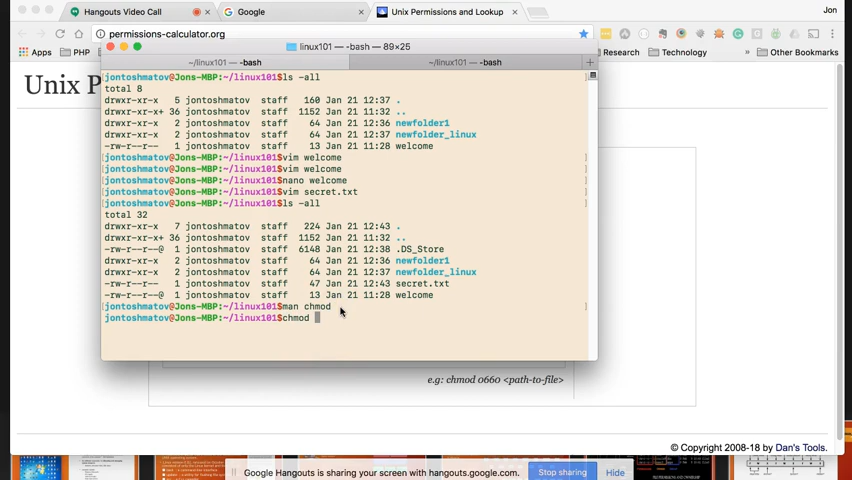 Hangouts Video Call
Google
Unix Permissions and Lookup
Jon
permissions-calculator.org
Apps
PHP
Research
Technology
Other Bookmarks
linux101 — -bash — 89×25
~/linux101 — -bash
~/linux101 — -bash
Unix P
[jontoshmatov@Jons-MBP:~/linux101$ls -all ]
total 8
drwxr-xr-x 5 jontoshmatov staff 160 Jan 21 12:37 .
drwxr-xr-x+ 36 jontoshmatov staff 1152 Jan 21 11:32 ..
drwxr-xr-x 2 jontoshmatov staff 64 Jan 21 12:36 newfolder1
drwxr-xr-x 2 jontoshmatov staff 64 Jan 21 12:37 newfolder_linux
-rw-r--r-- 1 jontoshmatov staff 13 Jan 21 11:28 welcome
[jontoshmatov@Jons-MBP:~/linux101$vim welcome ]
[jontoshmatov@Jons-MBP:~/linux101$vim welcome ]
[jontoshmatov@Jons-MBP:~/linux101$nano welcome ]
[jontoshmatov@Jons-MBP:~/linux101$vim secret.txt ]
[jontoshmatov@Jons-MBP:~/linux101$ls -all ]
total 32
drwxr-xr-x 7 jontoshmatov staff 224 Jan 21 12:43 .
drwxr-xr-x+ 36 jontoshmatov staff 1152 Jan 21 11:32 ..
-rw-r--r--@ 1 jontoshmatov staff 6148 Jan 21 12:38 .DS_Store
drwxr-xr-x 2 jontoshmatov staff 64 Jan 21 12:36 newfolder1
drwxr-xr-x 2 jontoshmatov staff 64 Jan 21 12:37 newfolder_linux
-rw-r--r-- 1 jontoshmatov staff 47 Jan 21 12:43 secret.txt
-rw-r--r--@ 1 jontoshmatov staff 13 Jan 21 11:28 welcome
[jontoshmatov@Jons-MBP:~/linux101$man chmod ]
jontoshmatov@Jons-MBP:~/linux101$chmod
e.g: chmod 0660 <path-to-file>
© Copyright 2008-18 by Dan's Tools.
Google Hangouts is sharing your screen with hangouts.google.com.
Stop sharing
Hide